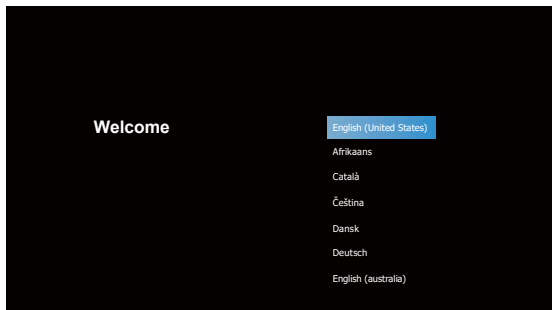 Welcome
English (United States)
Afrikaans
Català
Čeština
Dansk
Deutsch
English (australia)